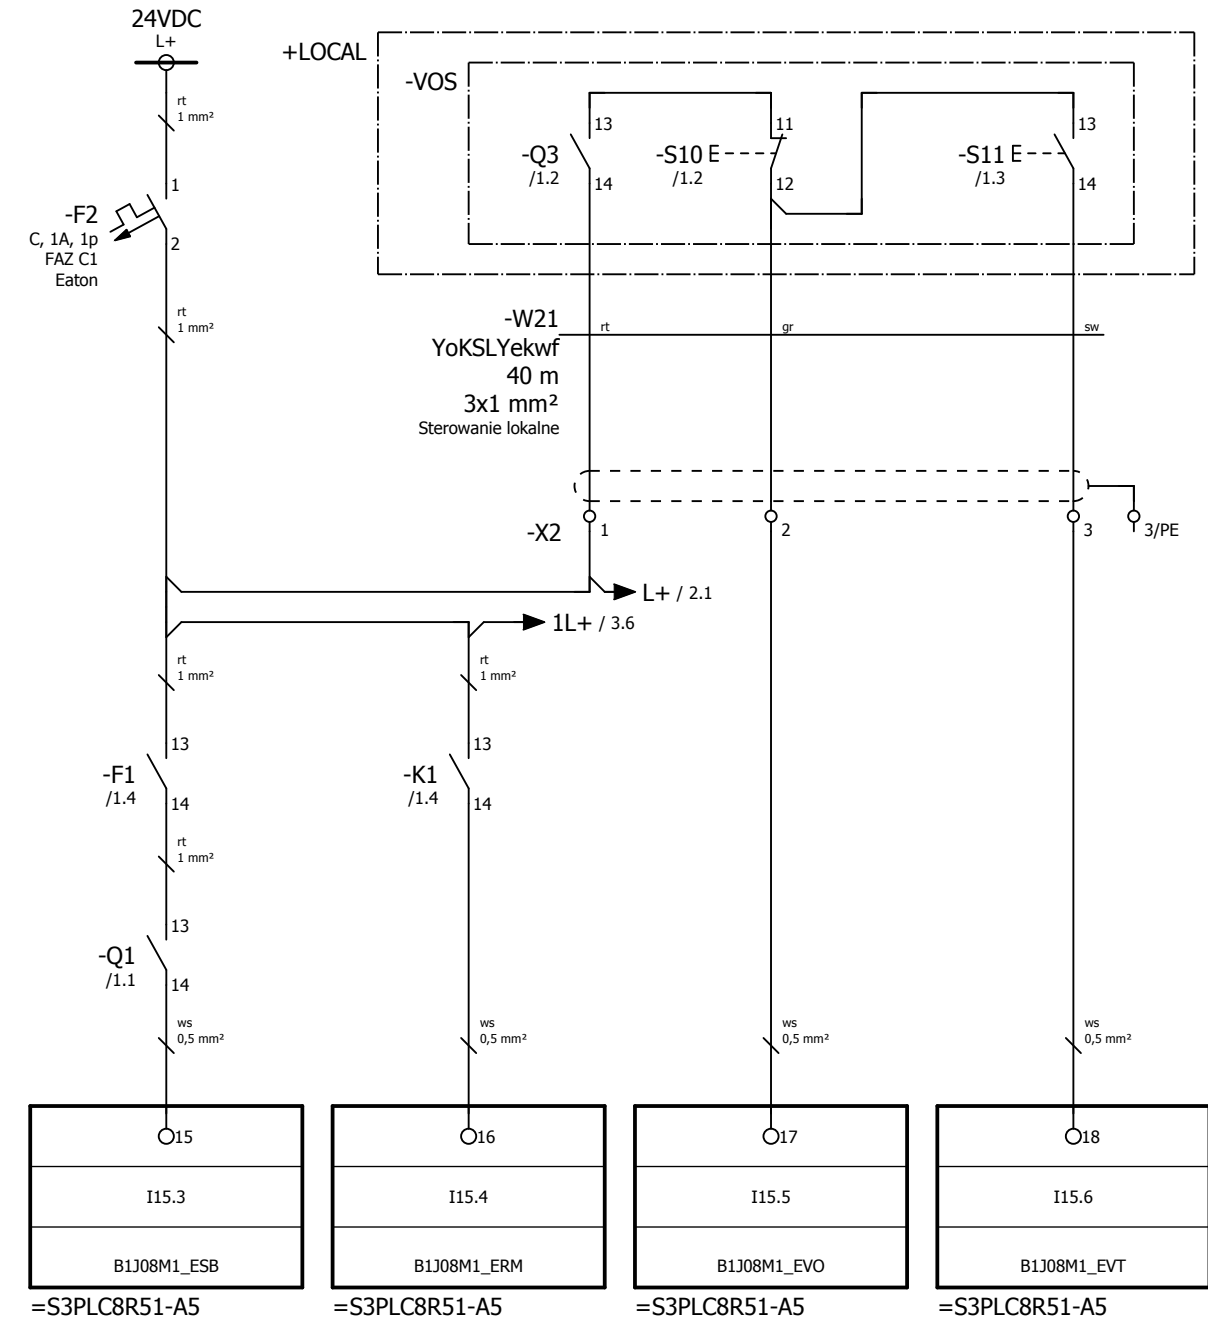 24VDC
L+
+LOCAL
-VOS
rt
1 mm²
13
11
13
-Q3
/1.2
-S10 E
/1.2
-S11 E
/1.3
14
12
14
1
-F2
C, 1A, 1p
FAZ C1
Eaton
2
rt
1 mm²
-W21
YoKSLYekwf
40 m
3x1 mm²
Sterowanie lokalne
rt
gr
sw
-X2
1
2
3
3/PE
L+ / 2.1
1L+ / 3.6
rt
1 mm²
rt
1 mm²
13
13
-F1
/1.4
-K1
/1.4
14
14
rt
1 mm²
13
-Q1
/1.1
14
ws
0,5 mm²
ws
0,5 mm²
ws
0,5 mm²
ws
0,5 mm²
15
16
17
18
I15.3
I15.4
I15.5
I15.6
B1J08M1_ESB
B1J08M1_ERM
B1J08M1_EVO
B1J08M1_EVT
=S3PLC8R51-A5
=S3PLC8R51-A5
=S3PLC8R51-A5
=S3PLC8R51-A5